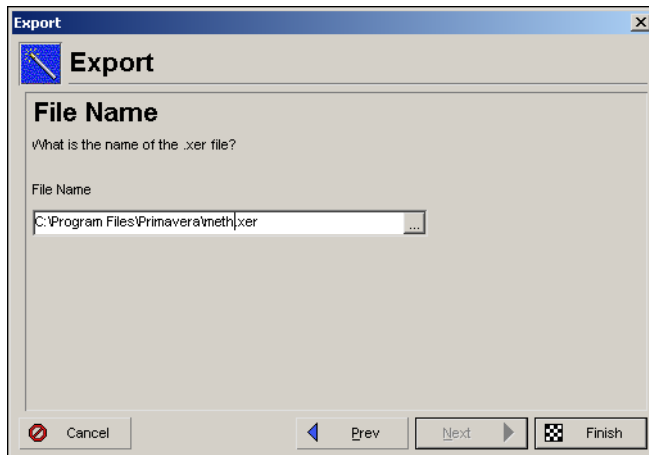 Export
Export
File Name
What is the name of the .xer file?
File Name
C:\Program Files\Primavera\meth.xer
...
Cancel
Prev
Next
Finish